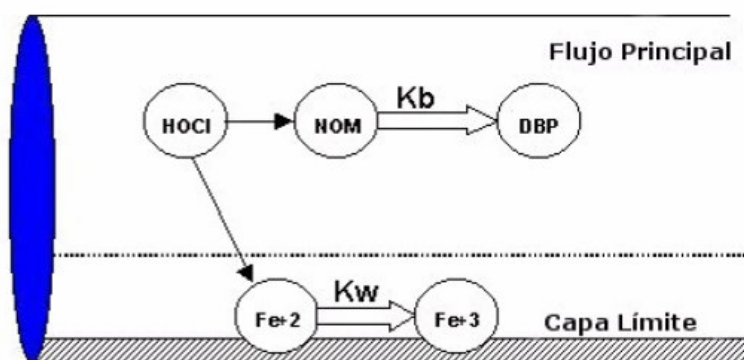 Flujo Principal
Kb
HOCl
NOM
DBP
Kw
Fe+2
Fe+3
Capa Límite